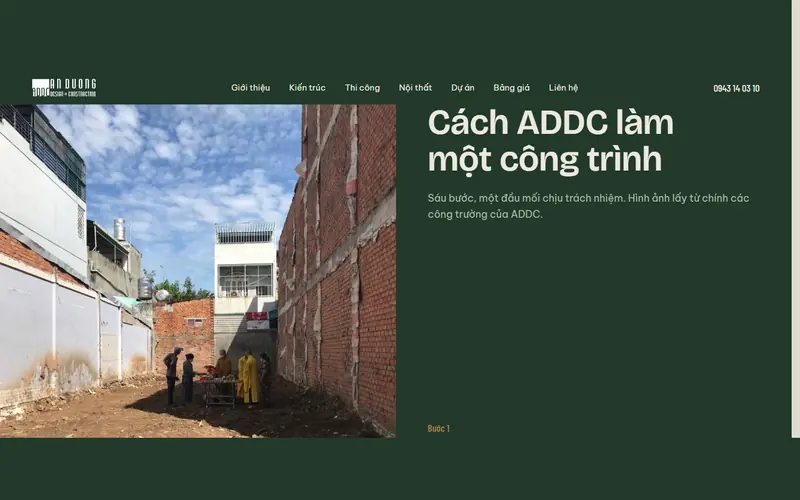 AN DUONG
ADDC DESIGN + CONSTRUCTION
Giới thiệu
Kiến trúc
Thi công
Nội thất
Dự án
Bảng giá
Liên hệ
0943 14 03 10
Cách ADDC làm
một công trình
Sáu bước, một đầu mối chịu trách nhiệm. Hình ảnh lấy từ chính các
công trường của ADDC.
Bước 1